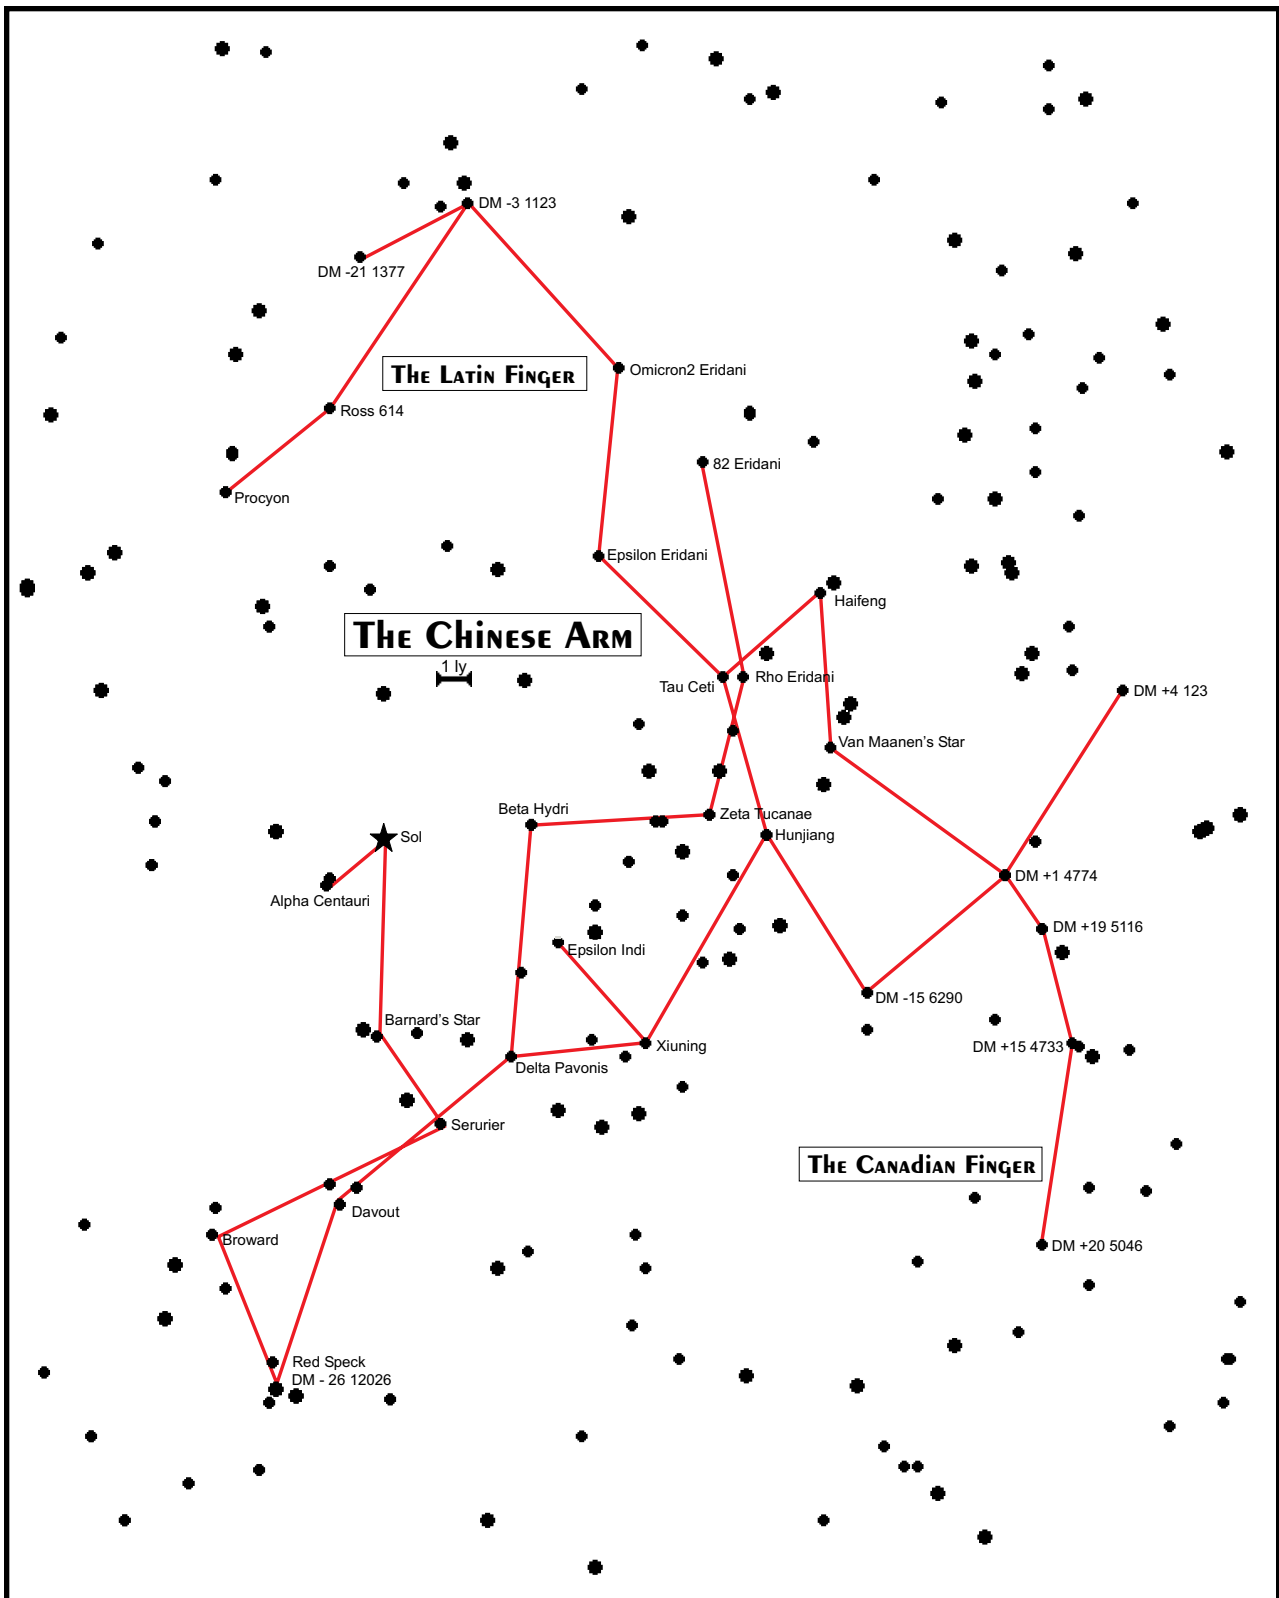 DM -3 1123
DM -21 1377
The Latin Finger
Omicron2 Eridani
Ross 614
82 Eridani
Procyon
Epsilon Eridani
Haifeng
The Chinese Arm
1 ly
Tau Ceti
Rho Eridani
DM +4 123
Van Maanen's Star
Beta Hydri
Zeta Tucanae
Sol
Hunjiang
DM +1 4774
Alpha Centauri
DM +19 5116
Epsilon Indi
DM -15 6290
Barnard's Star
Xiuning
DM +15 4733
Delta Pavonis
Serurier
The Canadian Finger
Davout
Broward
DM +20 5046
Red Speck
DM - 26 12026